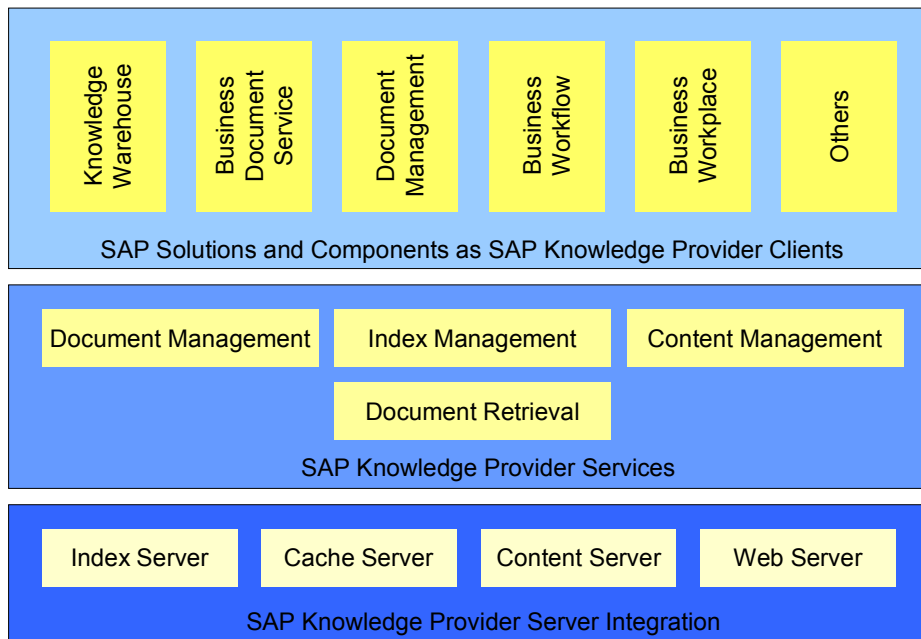 Knowledge
Warehouse
Business
Document
Service
Document
Management
Business
Workflow
Business
Workplace
Others
SAP Solutions and Components as SAP Knowledge Provider Clients
Document Management
Index Management
Content Management
Document Retrieval
SAP Knowledge Provider Services
Index Server
Cache Server
Content Server
Web Server
SAP Knowledge Provider Server Integration